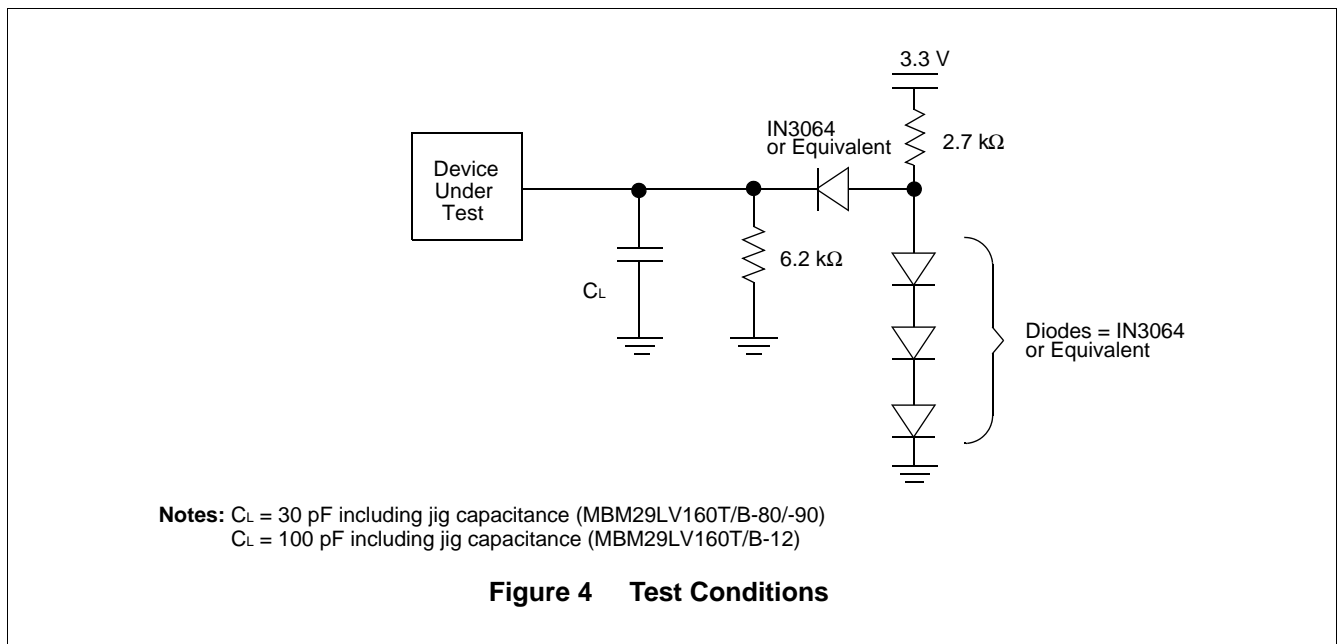 3.3 V
IN3064
or Equivalent
2.7 kΩ
Device
Under
Test
6.2 kΩ
CL
Diodes = IN3064
or Equivalent
Notes: CL = 30 pF including jig capacitance (MBM29LV160T/B-80/-90)
CL = 100 pF including jig capacitance (MBM29LV160T/B-12)
Figure 4 Test Conditions